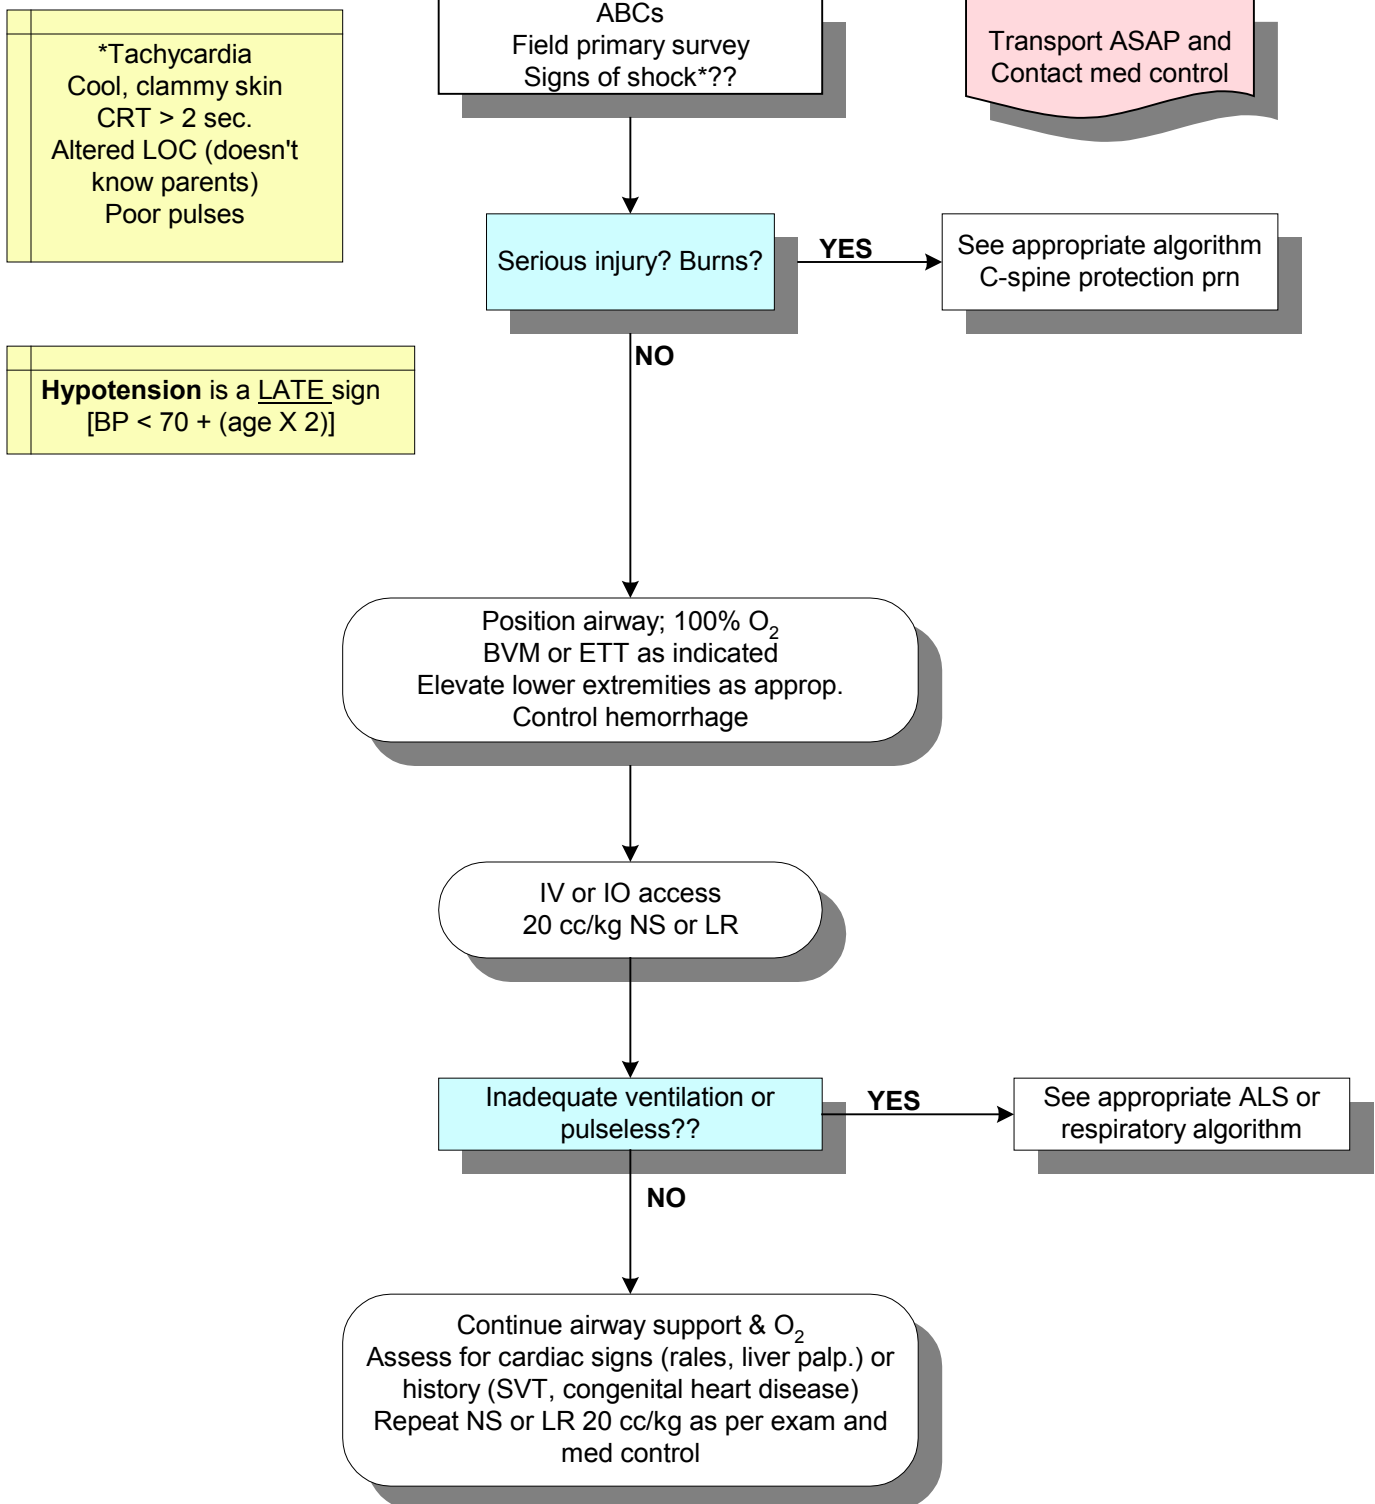 ABCs
Field primary survey
Signs of shock*??
Transport ASAP and
Contact med control
*Tachycardia
Cool, clammy skin
CRT > 2 sec.
Altered LOC (doesn't
know parents)
Poor pulses
Serious injury? Burns?
YES
See appropriate algorithm
C-spine protection prn
NO
Hypotension is a LATE sign
[BP < 70 + (age X 2)]
Position airway; 100% O2
BVM or ETT as indicated
Elevate lower extremities as approp.
Control hemorrhage
IV or IO access
20 cc/kg NS or LR
Inadequate ventilation or
pulseless??
YES
See appropriate ALS or
respiratory algorithm
NO
Continue airway support & O2
Assess for cardiac signs (rales, liver palp.) or
history (SVT, congenital heart disease)
Repeat NS or LR 20 cc/kg as per exam and
med control